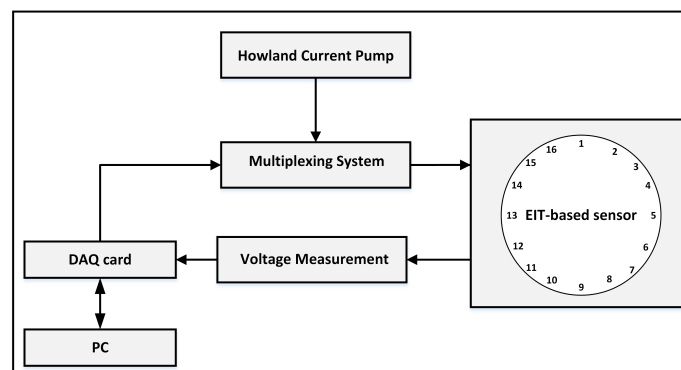 Howland Current Pump
Multiplexing System
16 1 2
15 3
14 4
13 EIT-based sensor 5
12 6
11 7
10 9 8
DAQ card
Voltage Measurement
PC